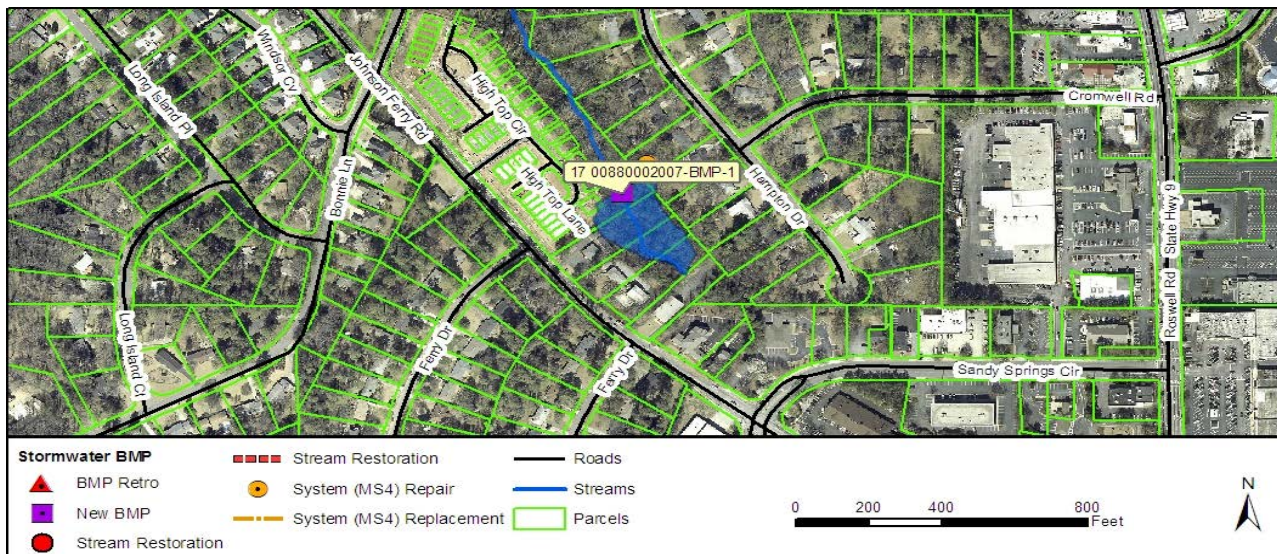 Long Island Pl
Windsor CV
Johnson Ferry Rd
High Top Cir
Cromwell Rd
17 00880002007-BMP-1
Bonnie Ln
High Top Lane
Hampton Dr
Roswell Rd State Hwy 9
Long Island Ct
Ferry Dr
Ferry Dr
Sandy Springs Cir
Stormwater BMP
BMP Retro
New BMP
Stream Restoration
Stream Restoration
System (MS4) Repair
System (MS4) Replacement
Roads
Streams
Parcels
0 200 400 800
Feet
N